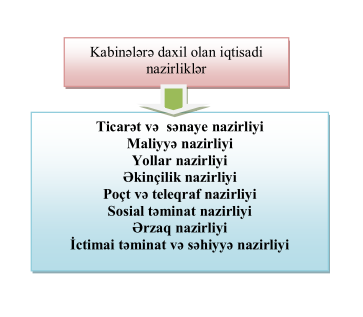 Kabinələrə daxil olan iqtisadi
nazirliklər
Ticarət və sənaye nazirliyi
Maliyyə nazirliyi
Yollar nazirliyi
Əkinçilik nazirliyi
Poçt və teleqraf nazirliyi
Sosial təminat nazirliyi
Ərzaq nazirliyi
İctimai təminat və səhiyyə nazirliyi